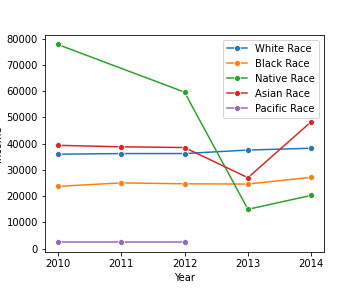 80000
70000
60000
50000
40000
30000
20000
10000
0
2010 2011 2012 2013 2014
Year
White Race
Black Race
Native Race
Asian Race
Pacific Race